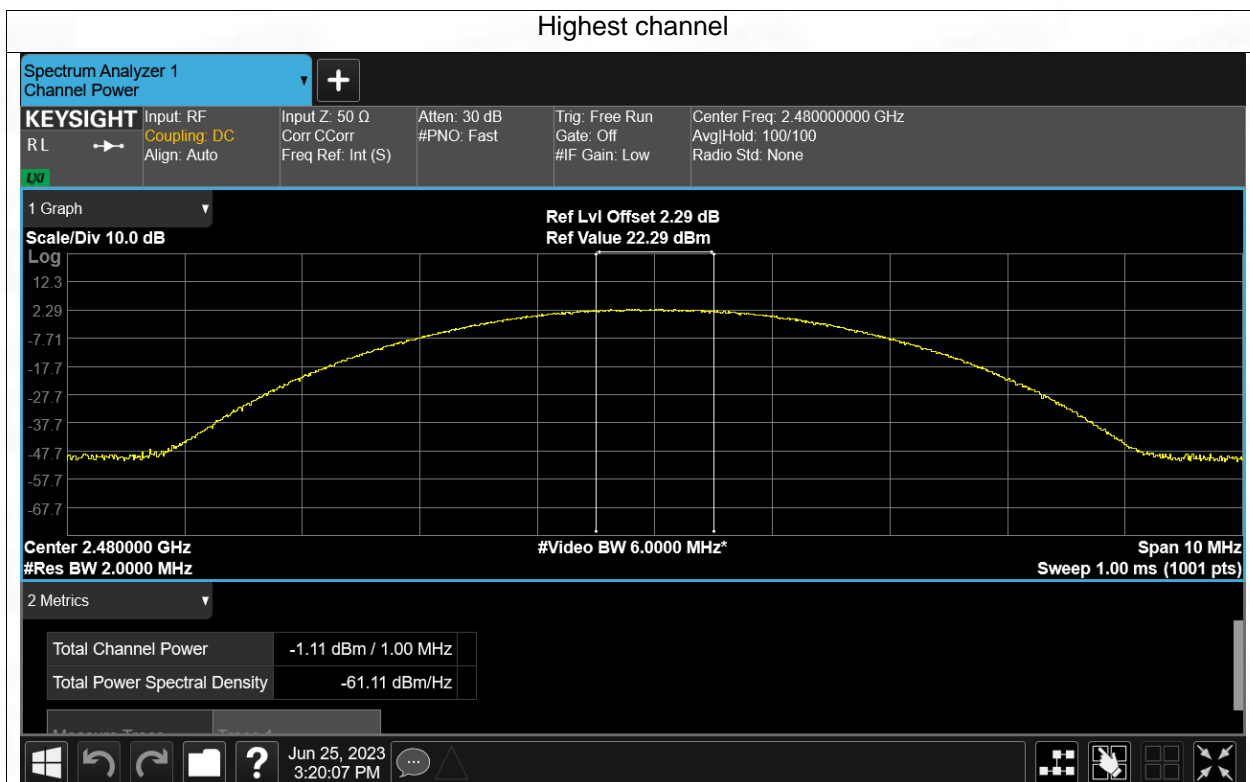 Highest channel
Spectrum Analyzer 1
Channel Power
KEYSIGHT
R L
LXI
Input: RF
Coupling: DC
Align: Auto
Input Z: 50 Ω
Corr CCorr
Freq Ref: Int (S)
Atten: 30 dB
#PNO: Fast
Trig: Free Run
Gate: Off
#IF Gain: Low
Center Freq: 2.480000000 GHz
Avg|Hold: 100/100
Radio Std: None
1 Graph
Scale/Div 10.0 dB
Ref Lvl Offset 2.29 dB
Ref Value 22.29 dBm
Log
12.3
2.29
-7.71
-17.7
-27.7
-37.7
-47.7
-57.7
-67.7
Center 2.480000 GHz
#Video BW 6.0000 MHz*
Span 10 MHz
#Res BW 2.0000 MHz
Sweep 1.00 ms (1001 pts)
2 Metrics
Total Channel Power -1.11 dBm / 1.00 MHz
Total Power Spectral Density -61.11 dBm/Hz
Jun 25, 2023
3:20:07 PM